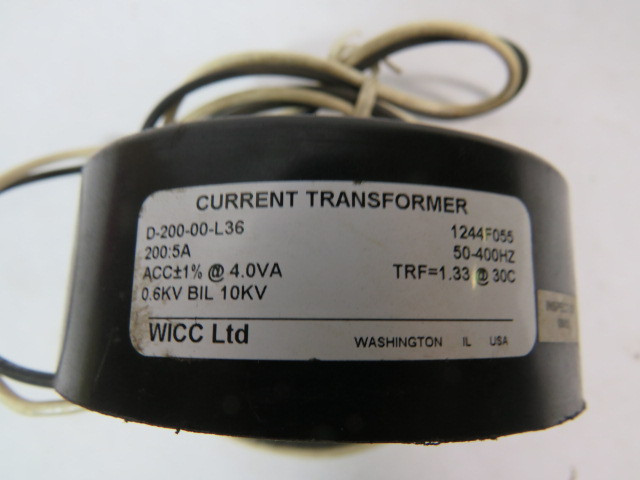 CURRENT TRANSFORMER
D-200-00-L36 1244F055
200:5A 50-400HZ
ACC±1% @ 4.0VA TRF=1.33 @ 30C
0.6KV BIL 10KV
WICC Ltd WASHINGTON IL USA